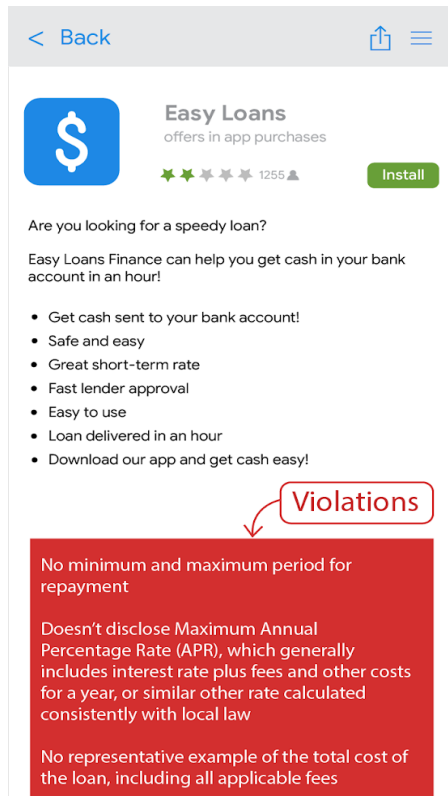 < Back
$
Easy Loans
offers in app purchases
1255
Install
Are you looking for a speedy loan?
Easy Loans Finance can help you get cash in your bank
account in an hour!
• Get cash sent to your bank account!
• Safe and easy
• Great short-term rate
• Fast lender approval
• Easy to use
• Loan delivered in an hour
• Download our app and get cash easy!
Violations
No minimum and maximum period for
repayment
Doesn't disclose Maximum Annual
Percentage Rate (APR), which generally
includes interest rate plus fees and other costs
for a year, or similar other rate calculated
consistently with local law
No representative example of the total cost of
the loan, including all applicable fees